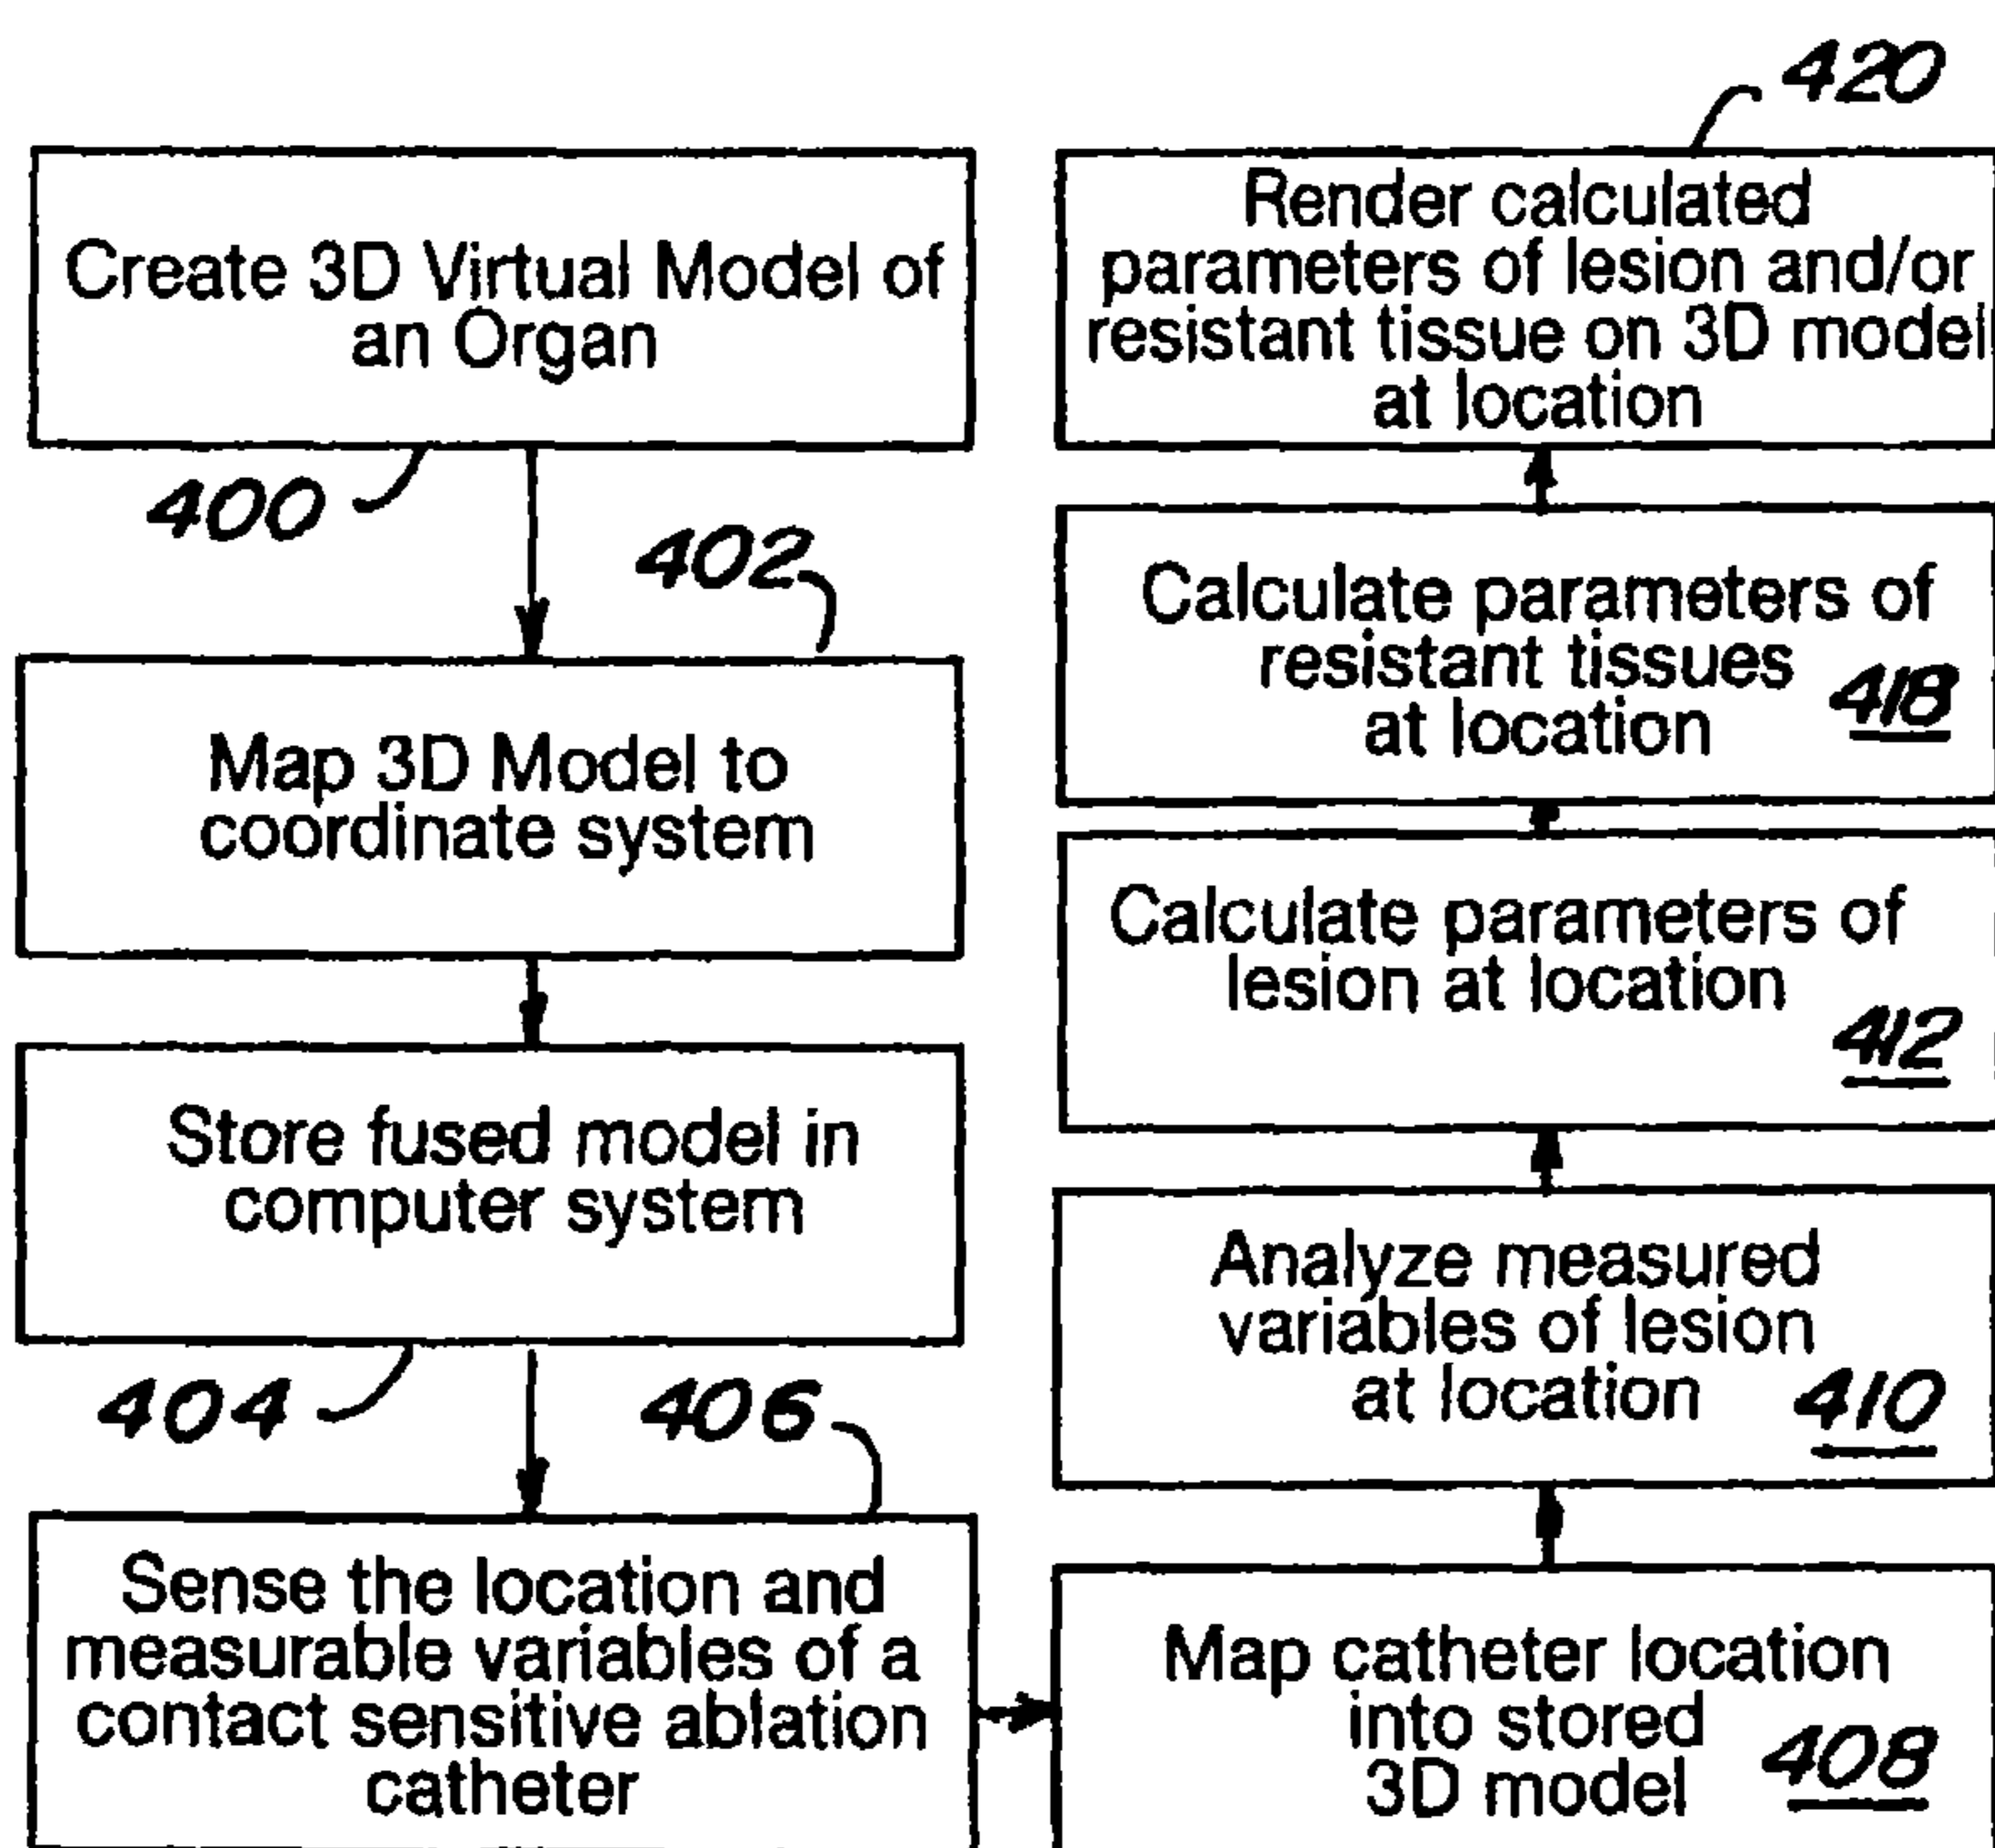 Create 3D Virtual Model of
an Organ
400
402
Map 3D Model to
coordinate system
Store fused model in
computer system
404
406
Sense the location and
measurable variables of a
contact sensitive ablation
catheter
Map catheter location
into stored
3D model
408
Analyze measured
variables of lesion
at location
410
Calculate parameters of
lesion at location
412
Calculate parameters of
resistant tissues
at location
418
420
Render calculated
parameters of lesion and/or
resistant tissue on 3D model
at location